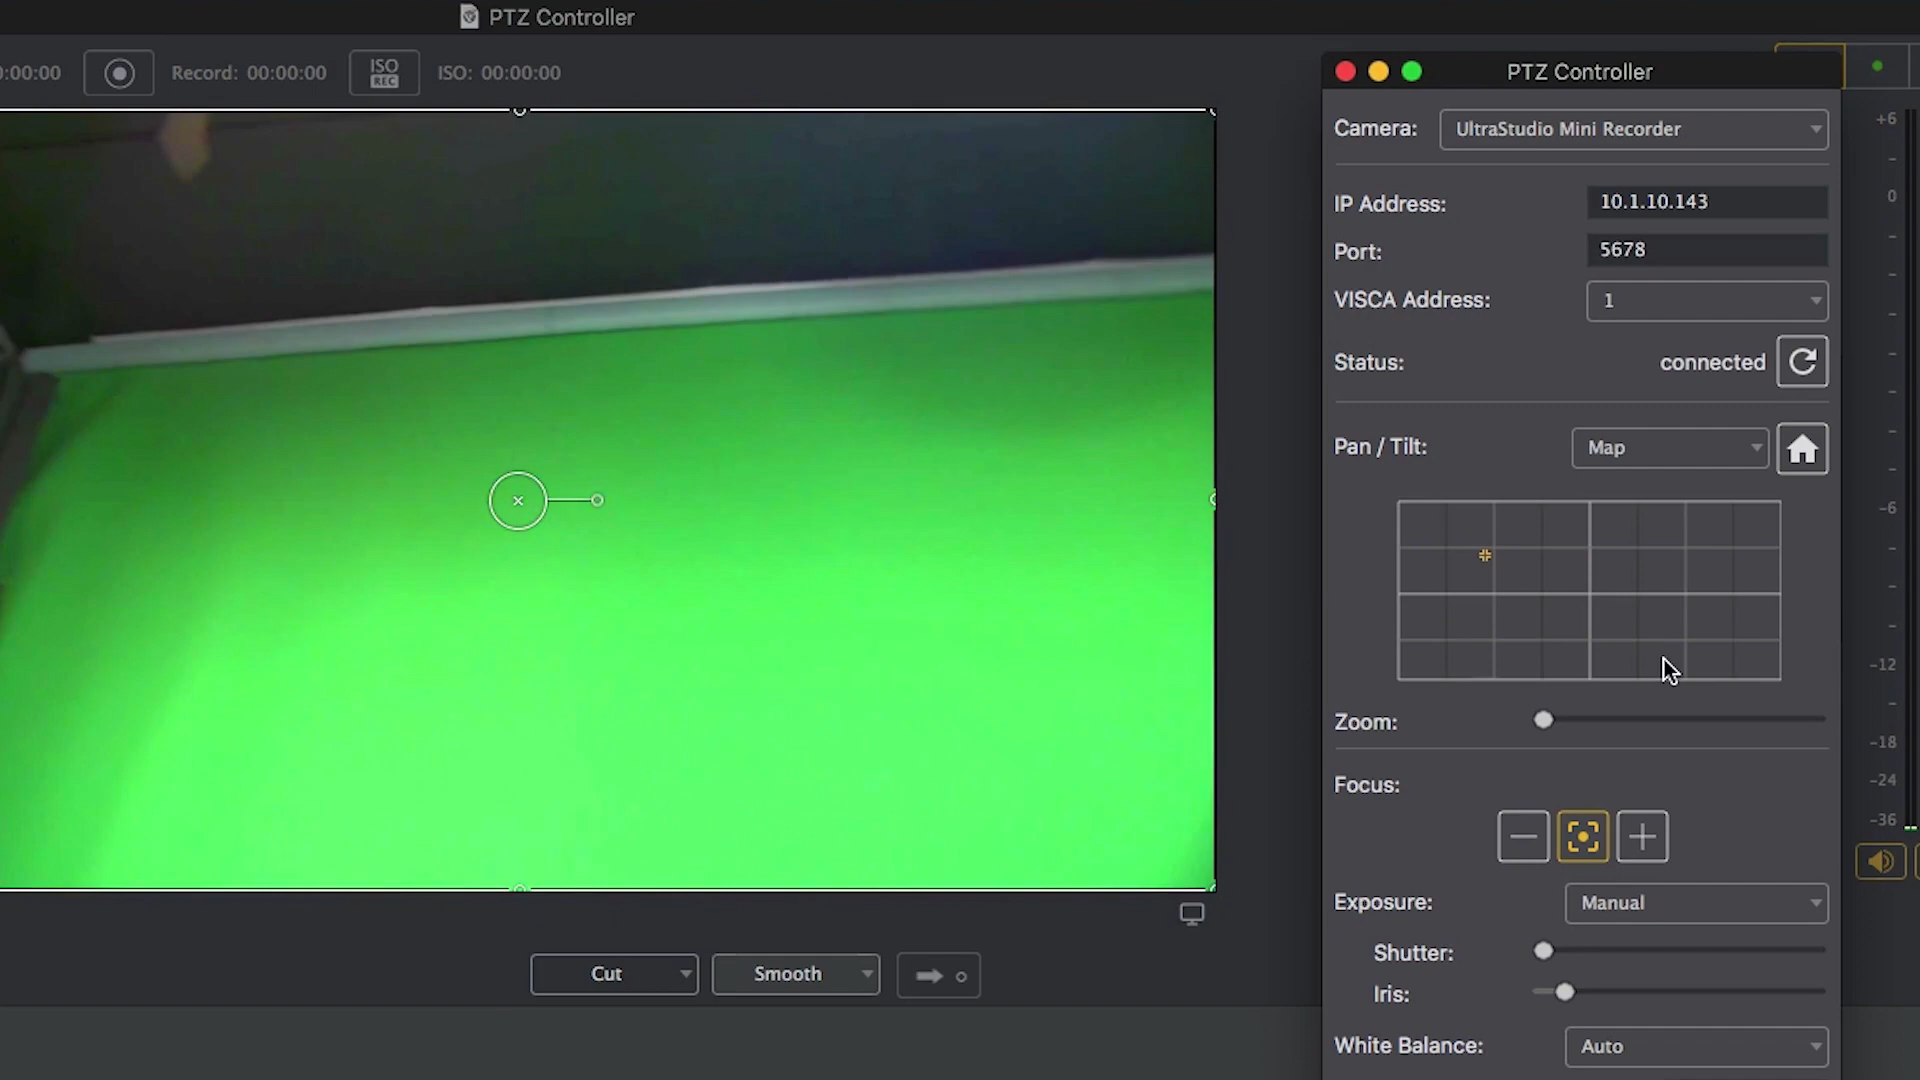 PTZ Controller
0:00:00
Record: 00:00:00
ISO
REC
ISO: 00:00:00
PTZ Controller
Camera:
UltraStudio Mini Recorder
IP Address:
10.1.10.143
Port:
5678
VISCA Address:
1
Status:
connected
Pan / Tilt:
Map
Zoom:
Focus:
Exposure:
Manual
Shutter:
Iris:
White Balance:
Auto
Cut
Smooth
+6
0
-6
-12
-18
-24
-36